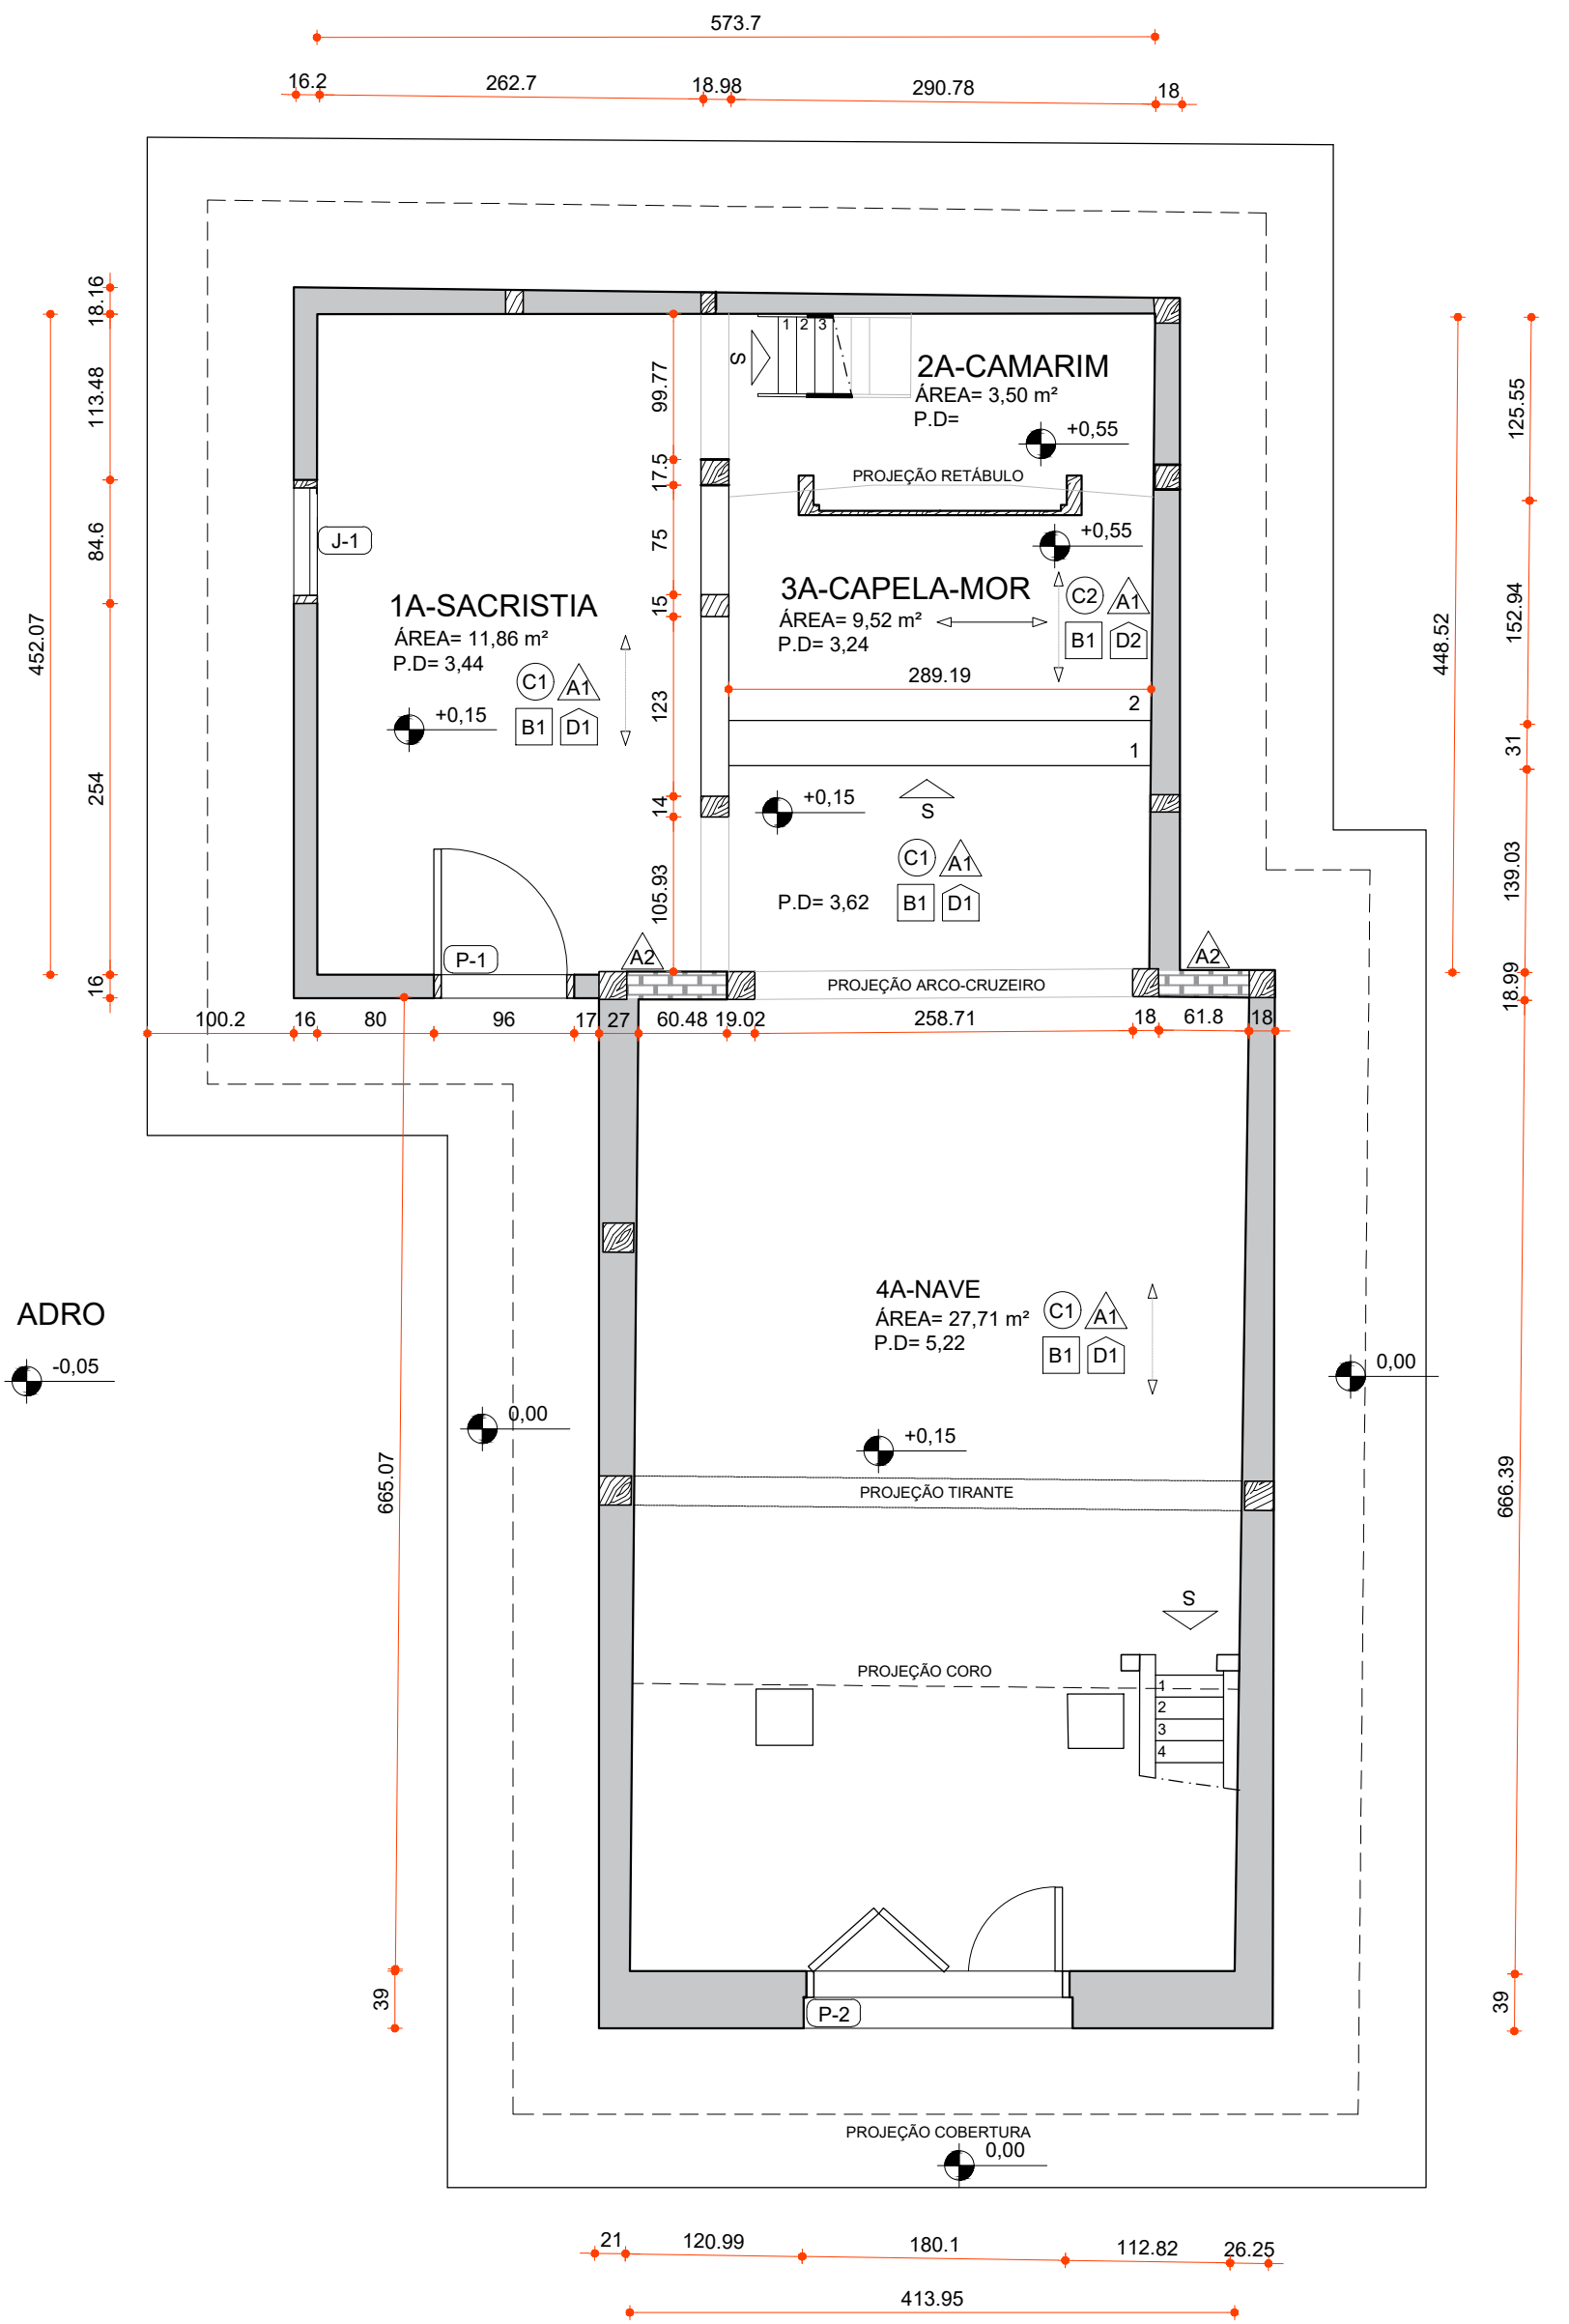 573.7
16.2
262.7
18.98
290.78
18
18.16
113.48
84.6
254
16
452.07
99.77
17.5
75
15
123
14
105.93
S
1 2 3
2A-CAMARIM
ÁREA= 3,50 m²
P.D=
+0,55
PROJEÇÃO RETÁBULO
+0,55
J-1
1A-SACRISTIA
ÁREA= 11,86 m²
P.D= 3,44
C1 A1
B1 D1
+0,15
3A-CAPELA-MOR
ÁREA= 9,52 m²
P.D= 3,24
C2 A1
B1 D2
289.19
2
1
+0,15
S
C1 A1
B1 D1
P.D= 3,62
448.52
125.55
152.94
31
139.03
18.99
P-1
A2
A2
PROJEÇÃO ARCO-CRUZEIRO
100.2
16
80
96
17
27
60.48
19.02
258.71
18
61.8
18
4A-NAVE
ÁREA= 27,71 m²
P.D= 5,22
C1 A1
B1 D1
ADRO
-0,05
0,00
0,00
+0,15
665.07
666.39
PROJEÇÃO TIRANTE
S
PROJEÇÃO CORO
1
2
3
4
39
39
P-2
PROJEÇÃO COBERTURA
0,00
21
120.99
180.1
112.82
26.25
413.95